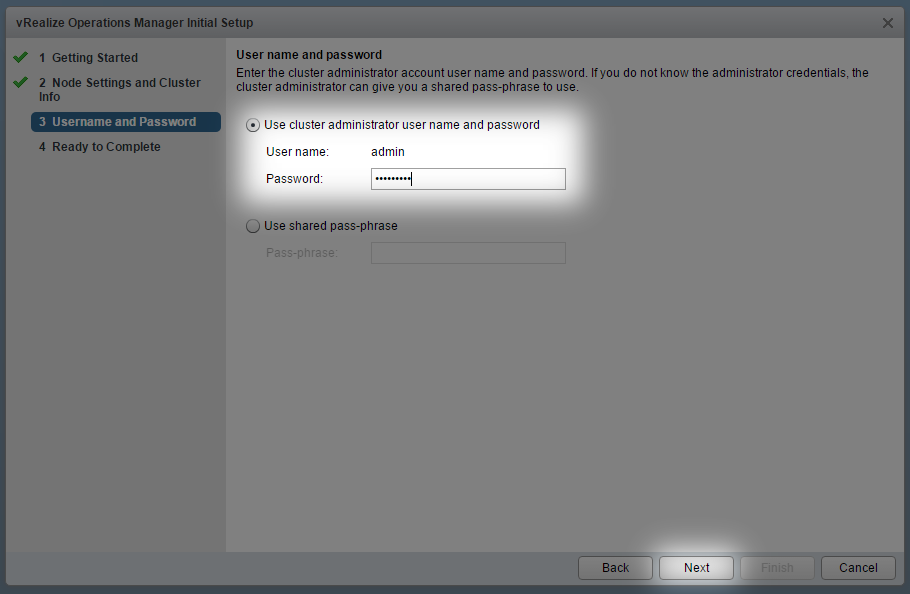 vRealize Operations Manager Initial Setup
1 Getting Started
2 Node Settings and Cluster
Info
3 Username and Password
4 Ready to Complete
User name and password
Enter the cluster administrator account user name and password. If you do not know the administrator credentials, the
cluster administrator can give you a shared pass-phrase to use.
Use cluster administrator user name and password
User name: admin
Password: •••••••••
Use shared pass-phrase
Pass-phrase:
Back Next Finish Cancel